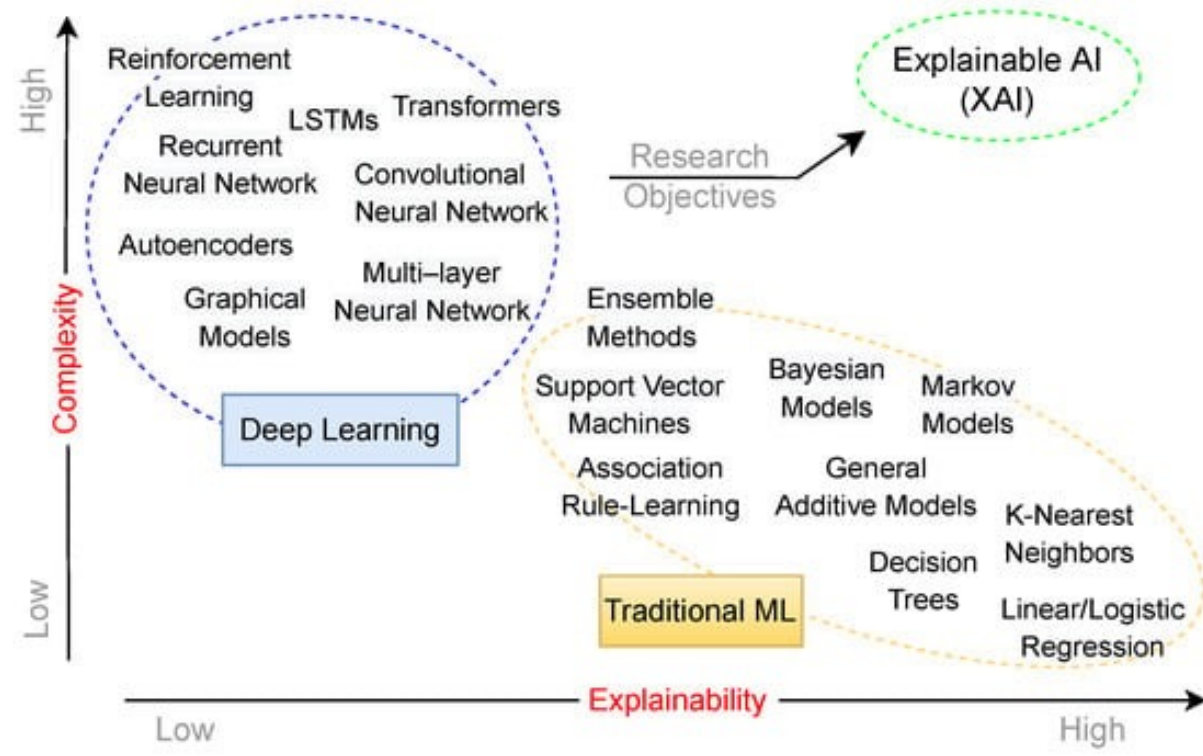 High
Complexity
Low
Reinforcement
Learning
LSTMs
Transformers
Recurrent
Neural Network
Convolutional
Neural Network
Autoencoders
Graphical
Models
Multi–layer
Neural Network
Deep Learning
Explainable AI
(XAI)
Research
Objectives
Ensemble
Methods
Support Vector
Machines
Bayesian
Models
Markov
Models
Association
Rule-Learning
General
Additive Models
K-Nearest
Neighbors
Decision
Trees
Linear/Logistic
Regression
Traditional ML
Low
Explainability
High